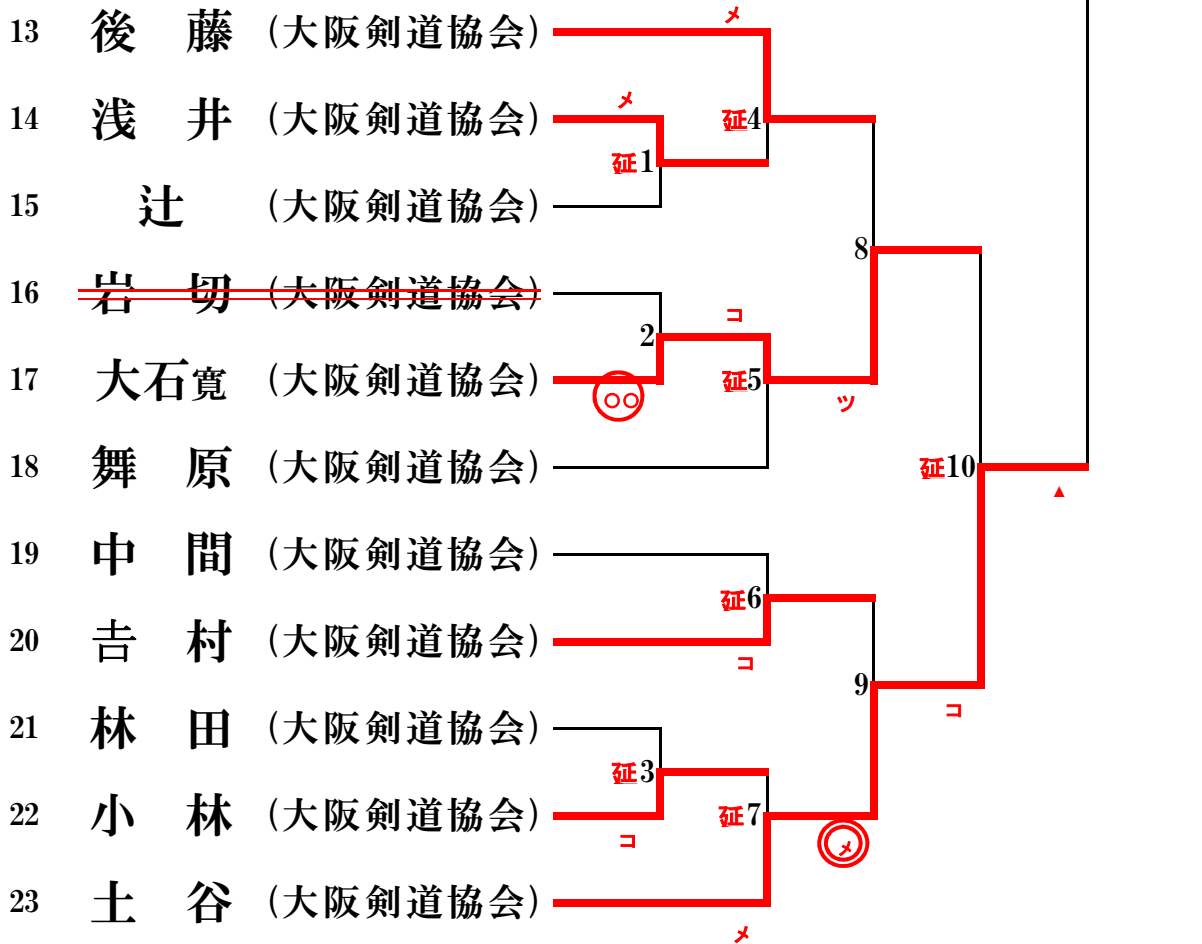 メ
13 後 藤 (大阪剣道協会)
メ
14 浅 井 (大阪剣道協会) 延4
延1
15 辻 (大阪剣道協会)
8
16 岩 切 (大阪剣道協会)
コ
2
17 大石寛 (大阪剣道協会) 延5
ツ
18 舞 原 (大阪剣道協会) 延10
▲
19 中 間 (大阪剣道協会)
延6
20 𠮷 村 (大阪剣道協会)
コ
9
コ
21 林 田 (大阪剣道協会)
延3
22 小 林 (大阪剣道協会) 延7
コ
メ
23 土 谷 (大阪剣道協会)
メ